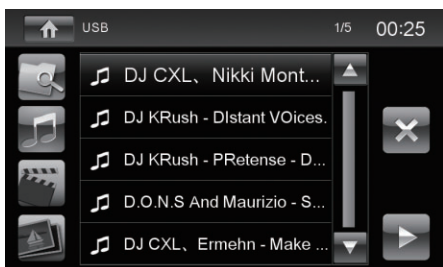 USB 1/5 00:25
DJ CXL、Nikki Mont...
DJ KRush - DIstant VOices.
DJ KRush - PRetense - D...
D.O.N.S And Maurizio - S...
DJ CXL、Ermehn - Make ...